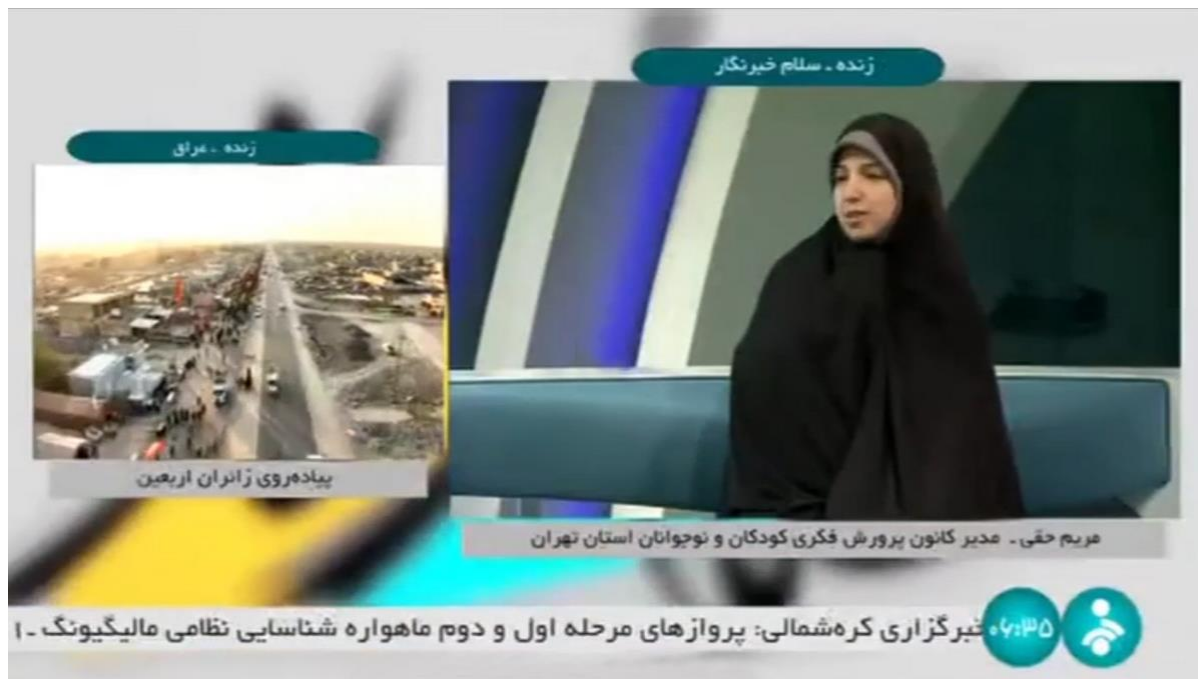 زنده - سلام خبرنگار
زنده - عراق
پیاده‌روی زائران اربعین
مریم حقی - مدیر کانون پرورش فکری کودکان و نوجوانان استان تهران
۰۶:۳۵
خبرگزاری کره‌شمالی: پروازهای مرحله اول و دوم ماهواره شناسایی نظامی مالیگیونگ -۱